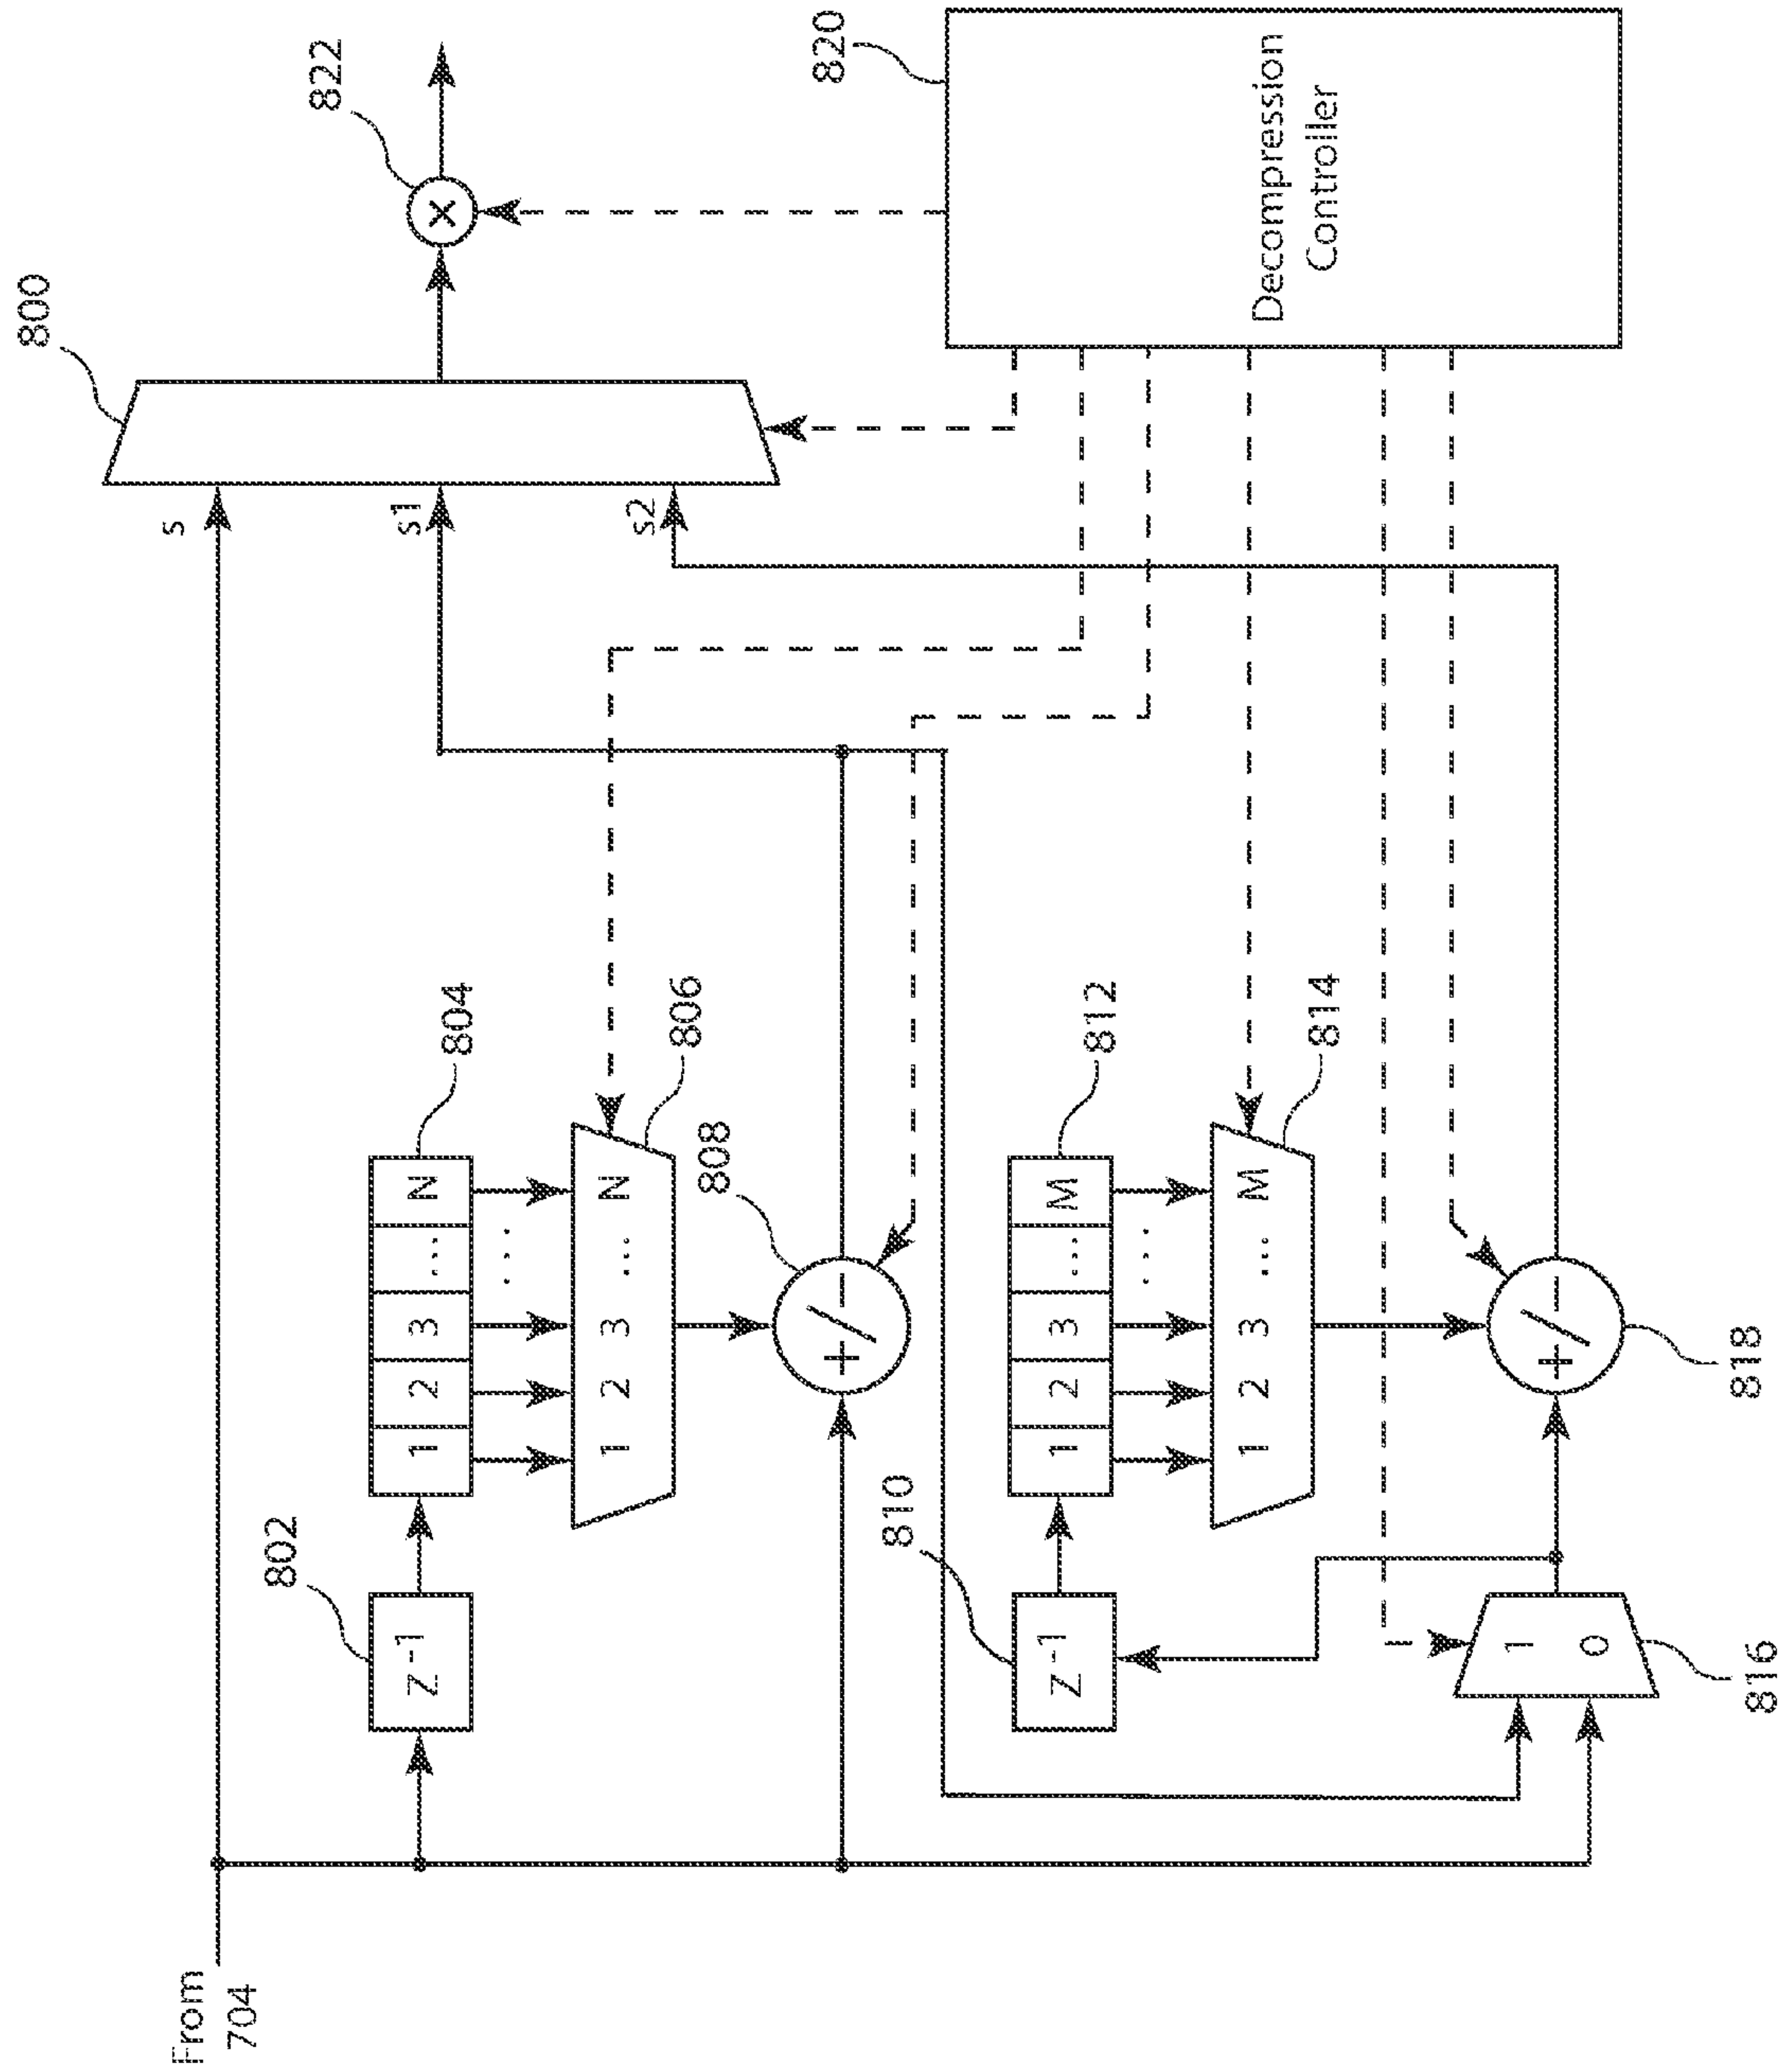 From
704
s
s1
s2
800
822
820
Decompression
Controller
802
Z⁻¹
804
1 2 3 ... N
...
806
1 2 3 ... N
808
+/−
810
Z⁻¹
812
1 2 3 ... M
...
814
1 2 3 ... M
816
1
0
818
+/−
×